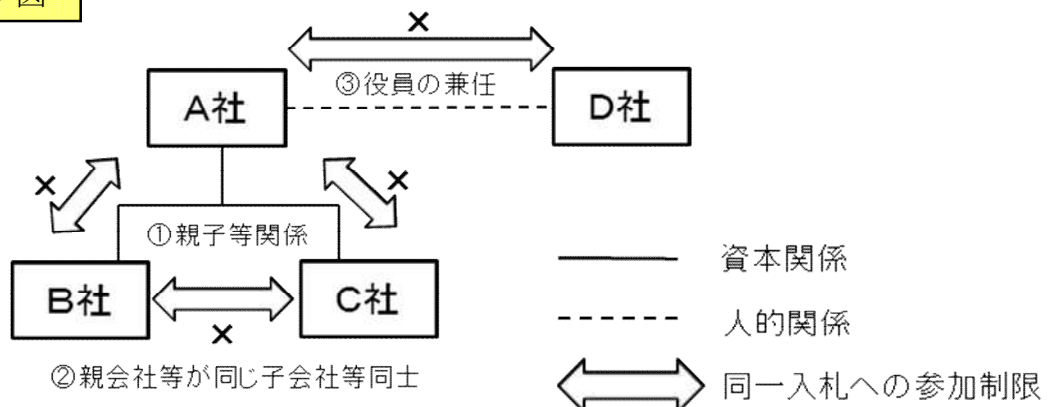 図
×
③役員の兼任
A社
D社
×
×
①親子等関係
B社
C社
×
②親会社等が同じ子会社等同士
資本関係
人的関係
同一入札への参加制限